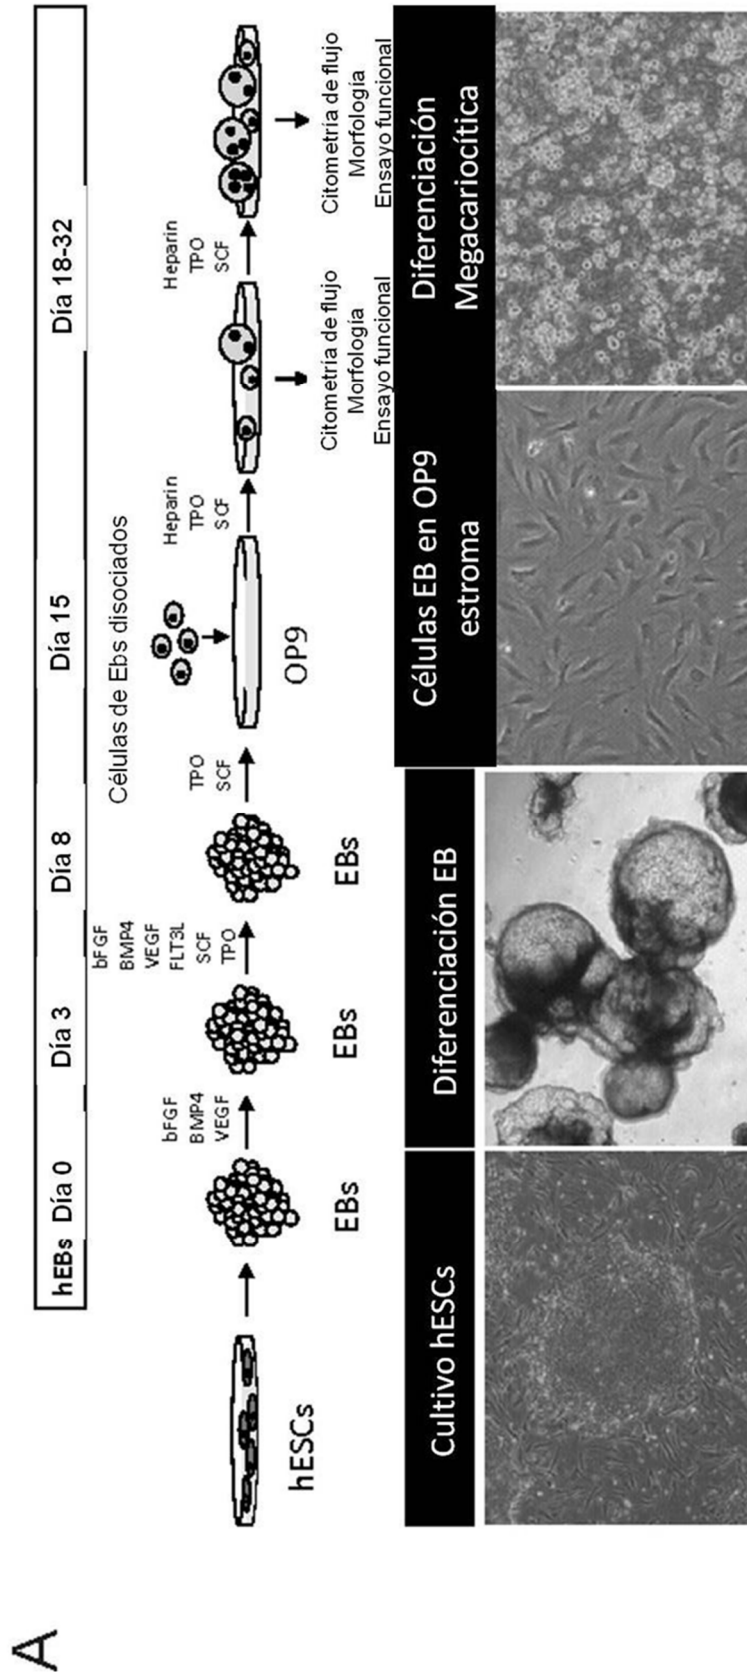 A
hEBs Día 0 Día 3 Día 8 Día 15 Día 18-32
Células de Ebs disociados
bFGF
BMP4
VEGF
bFGF
BMP4
VEGF
FLT3L
SCF
TPO
TPO
SCF
Heparin
TPO
SCF
Heparin
TPO
SCF
hESCs
EBs
EBs
EBs
OP9
Citometria de flujo
Morfología
Ensayo funcional
Citometria de flujo
Morfología
Ensayo funcional
Cultivo hESCs
Diferenciación EB
Células EB en OP9
estroma
Diferenciación
Megacariocítica